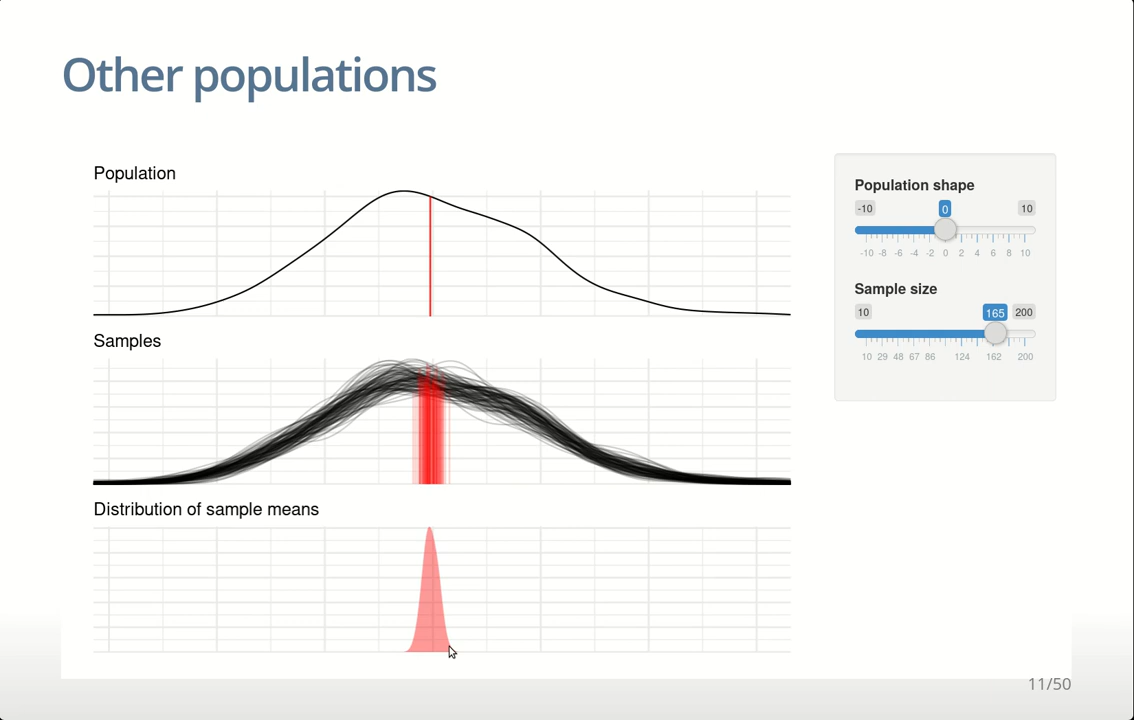 Other populations
Population
Samples
Distribution of sample means
Population shape
-10 0 10
-10 -8 -6 -4 -2 0 2 4 6 8 10
Sample size
10 165 200
10 29 48 67 86 124 162 200
11/50